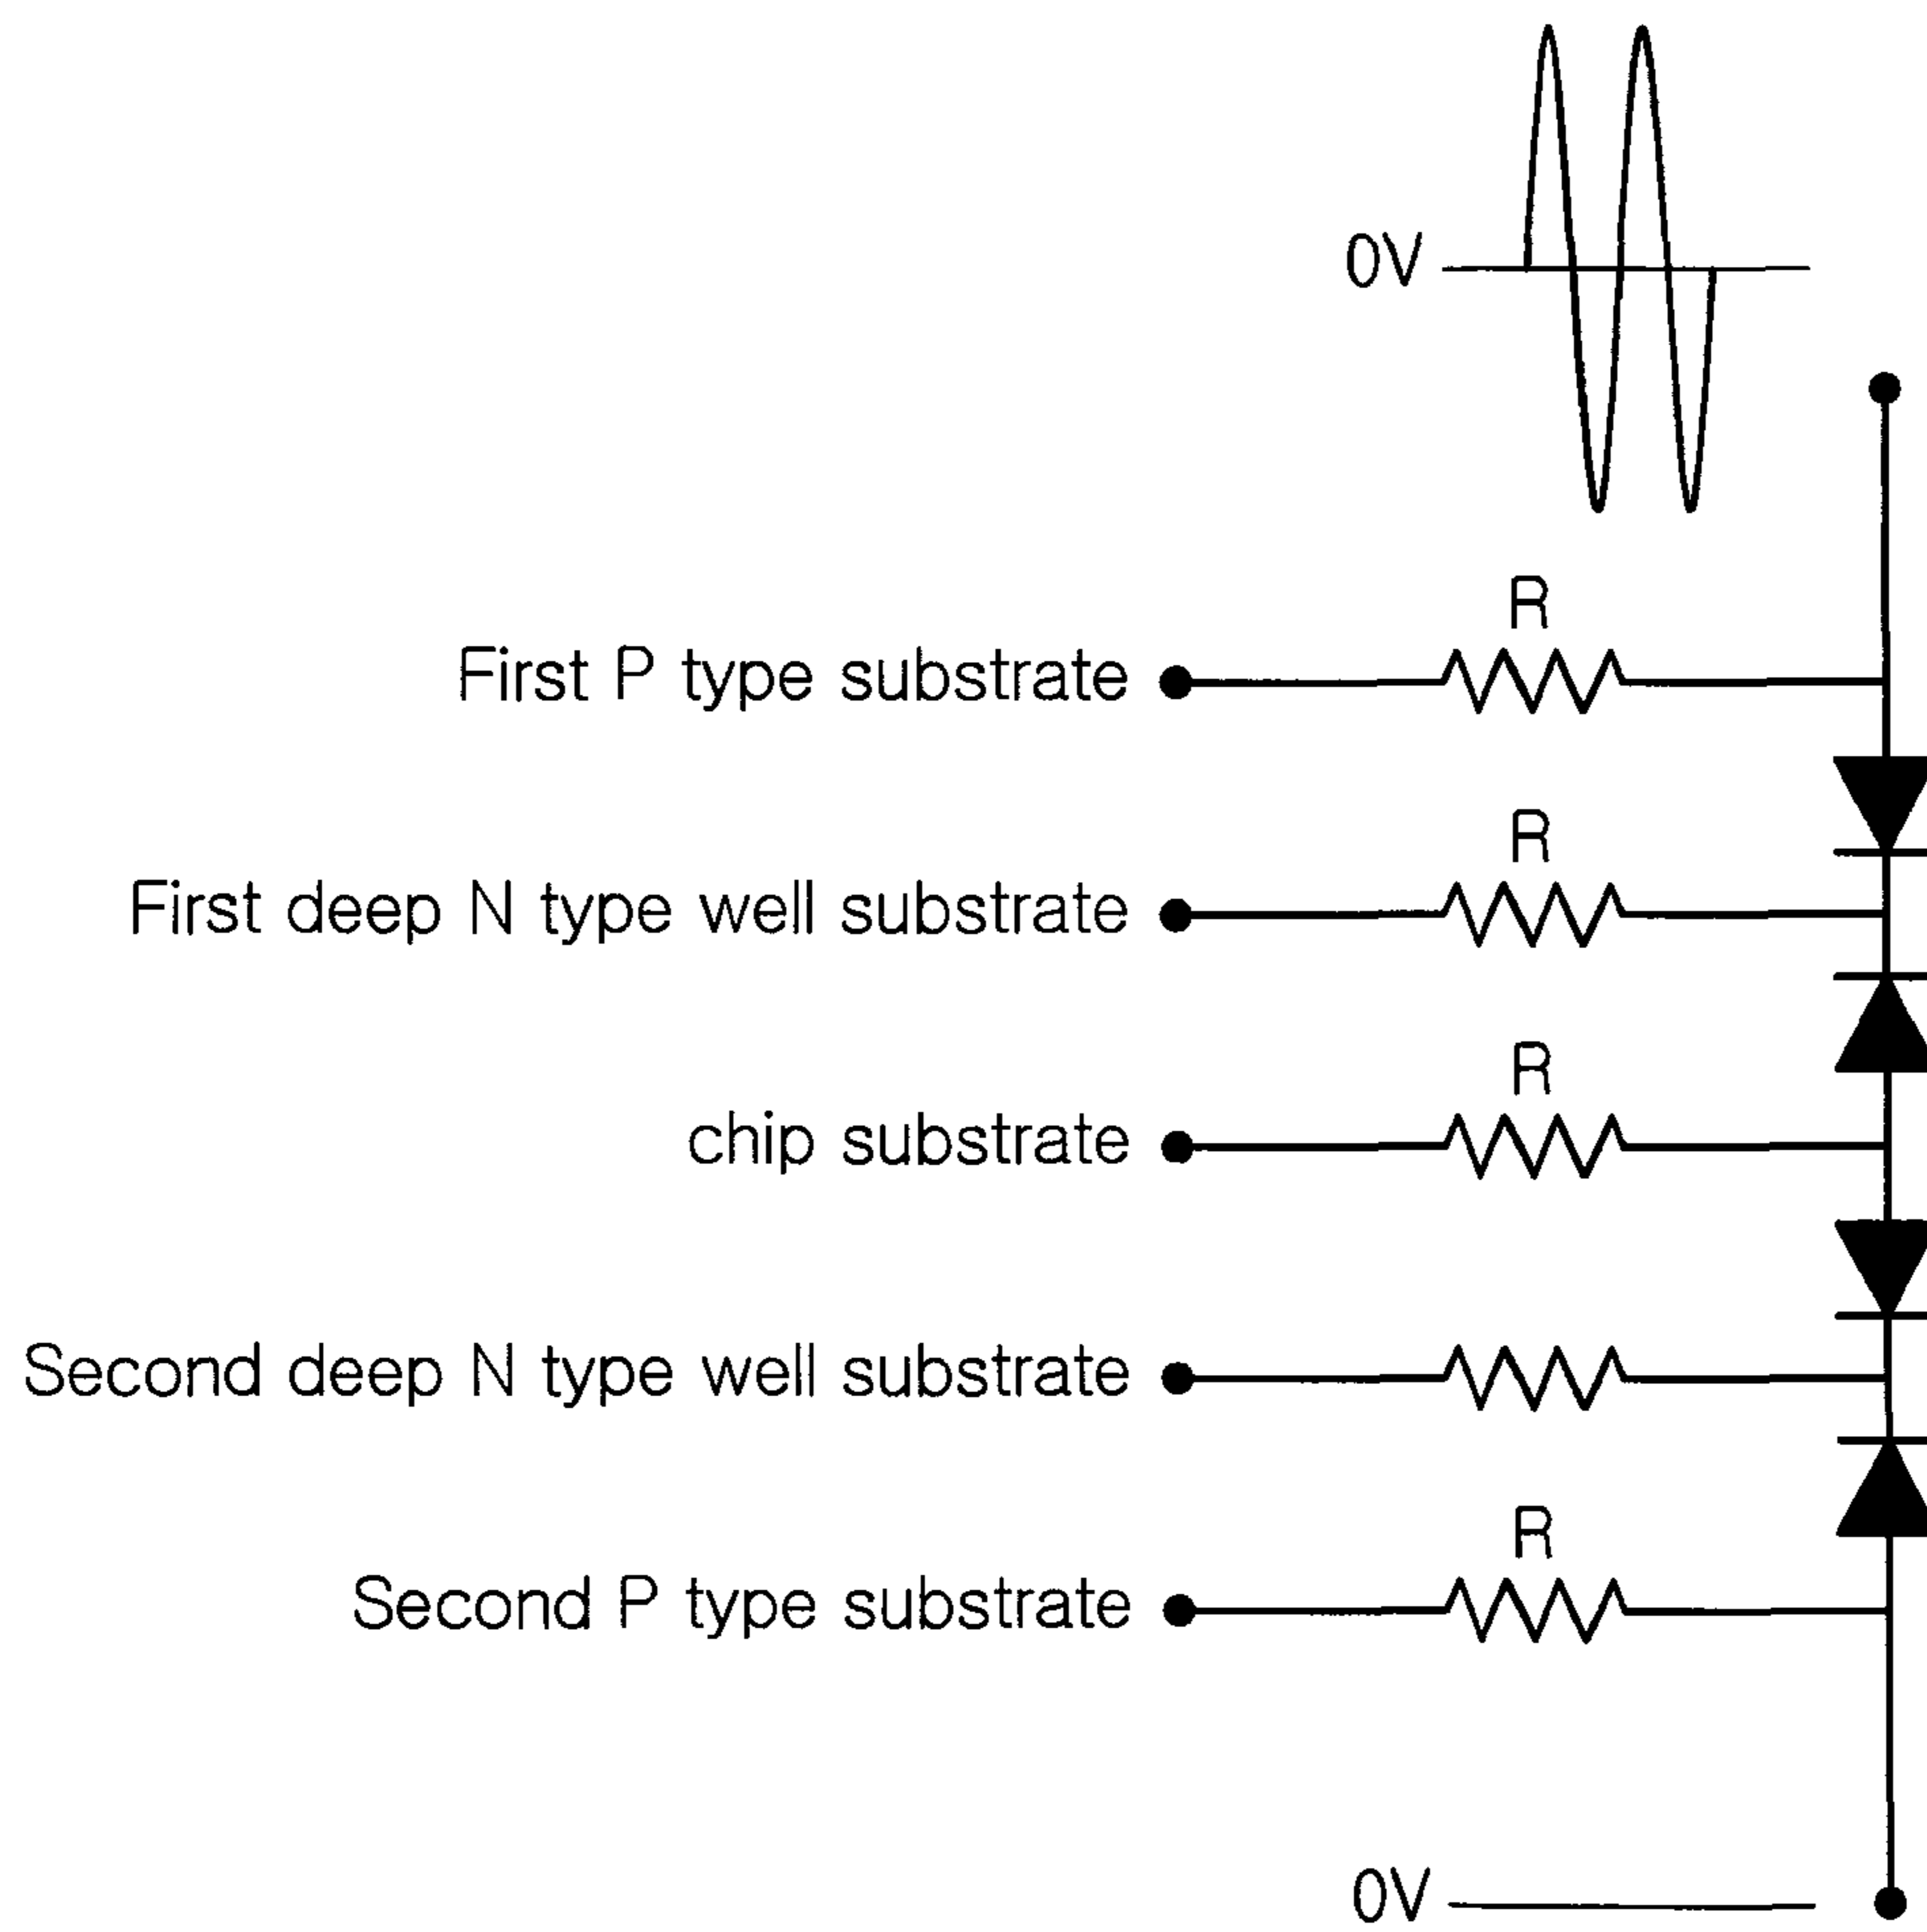 0V
R
First P type substrate
R
First deep N type well substrate
R
chip substrate
Second deep N type well substrate
R
Second P type substrate
0V